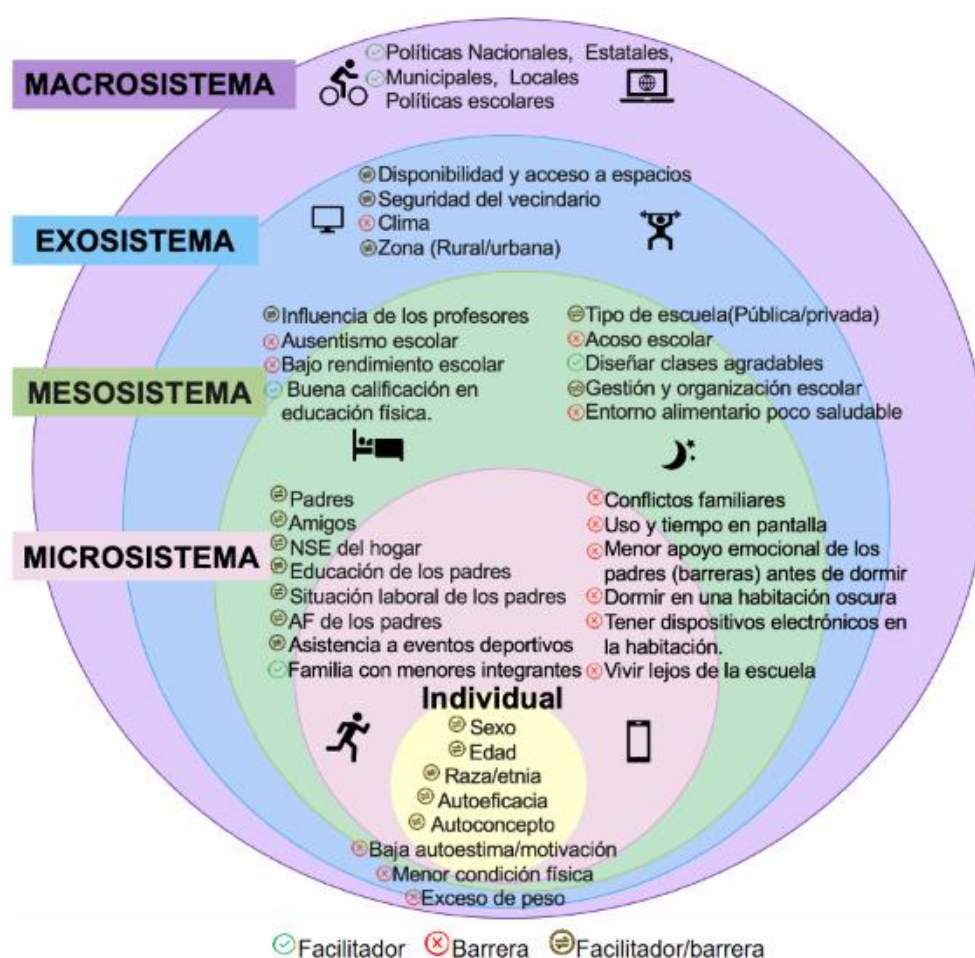 MACROSISTEMA
Políticas Nacionales, Estatales,
Municipales, Locales
Políticas escolares
EXOSISTEMA
Disponibilidad y acceso a espacios
Seguridad del vecindario
Clima
Zona (Rural/urbana)
MESOSISTEMA
Influencia de los profesores
Ausentismo escolar
Bajo rendimiento escolar
Buena calificación en
educación física.
Tipo de escuela(Pública/privada)
Acoso escolar
Diseñar clases agradables
Gestión y organización escolar
Entorno alimentario poco saludable
MICROSISTEMA
Padres
Amigos
NSE del hogar
Educación de los padres
Situación laboral de los padres
AF de los padres
Asistencia a eventos deportivos
Familia con menores integrantes
Conflictos familiares
Uso y tiempo en pantalla
Menor apoyo emocional de los
padres (barreras) antes de dormir
Dormir en una habitación oscura
Tener dispositivos electrónicos en
la habitación.
Vivir lejos de la escuela
Individual
Sexo
Edad
Raza/etnia
Autoeficacia
Autoconcepto
Baja autoestima/motivación
Menor condición física
Exceso de peso
Facilitador Barrera Facilitador/barrera